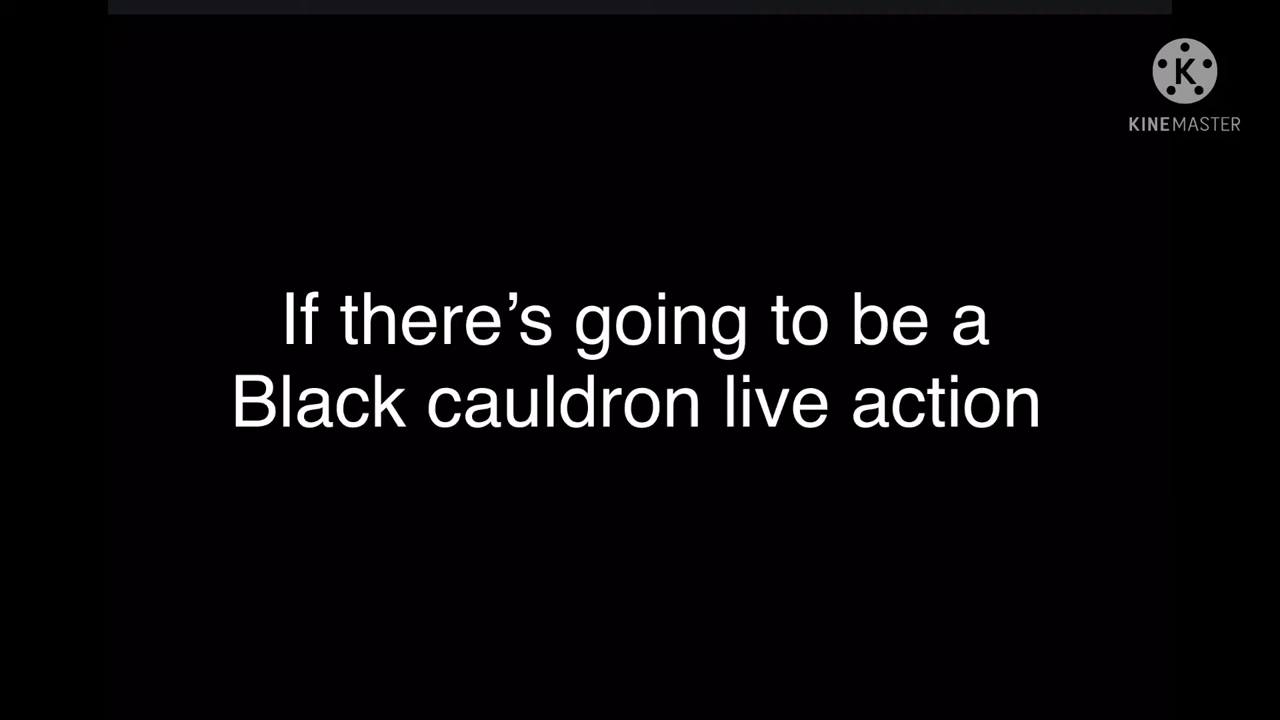 KINEMASTER
If there’s going to be a
Black cauldron live action